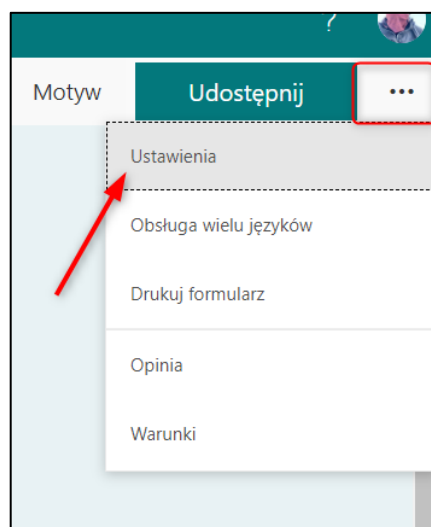 ?
Motyw Udostępnij ...
Ustawienia
Obsługa wielu języków
Drukuj formularz
Opinia
Warunki